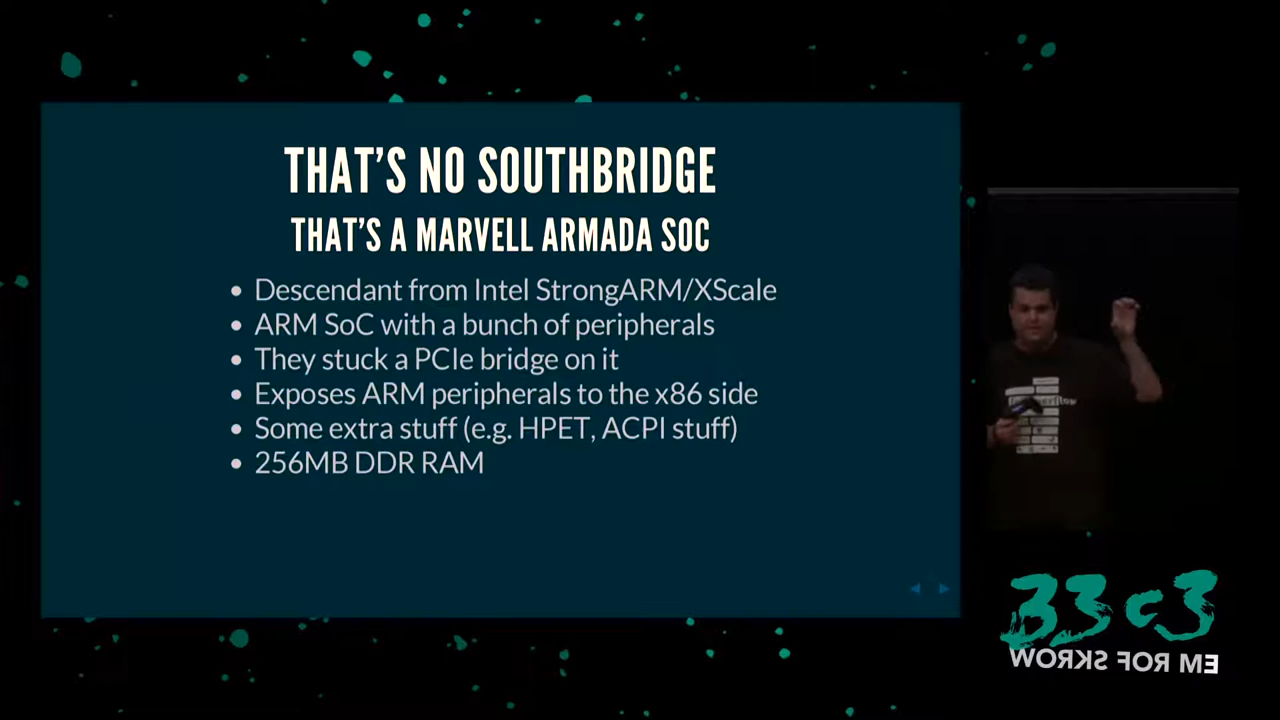 THAT'S NO SOUTHBRIDGE
THAT'S A MARVELL ARMADA SOC
• Descendant from Intel StrongARM/XScale
• ARM SoC with a bunch of peripherals
• They stuck a PCIe bridge on it
• Exposes ARM peripherals to the x86 side
• Some extra stuff (e.g. HPET, ACPI stuff)
• 256MB DDR RAM
33c3
WORKS FOR ME